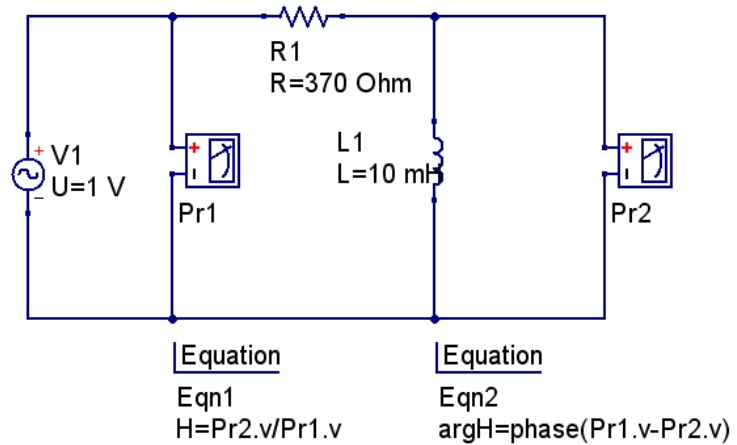 R1
R=370 Ohm
V1
U=1 V
Pr1
L1
L=10 mH
Pr2
Equation
Eqn1
H=Pr2.v/Pr1.v
Equation
Eqn2
argH=phase(Pr1.v-Pr2.v)